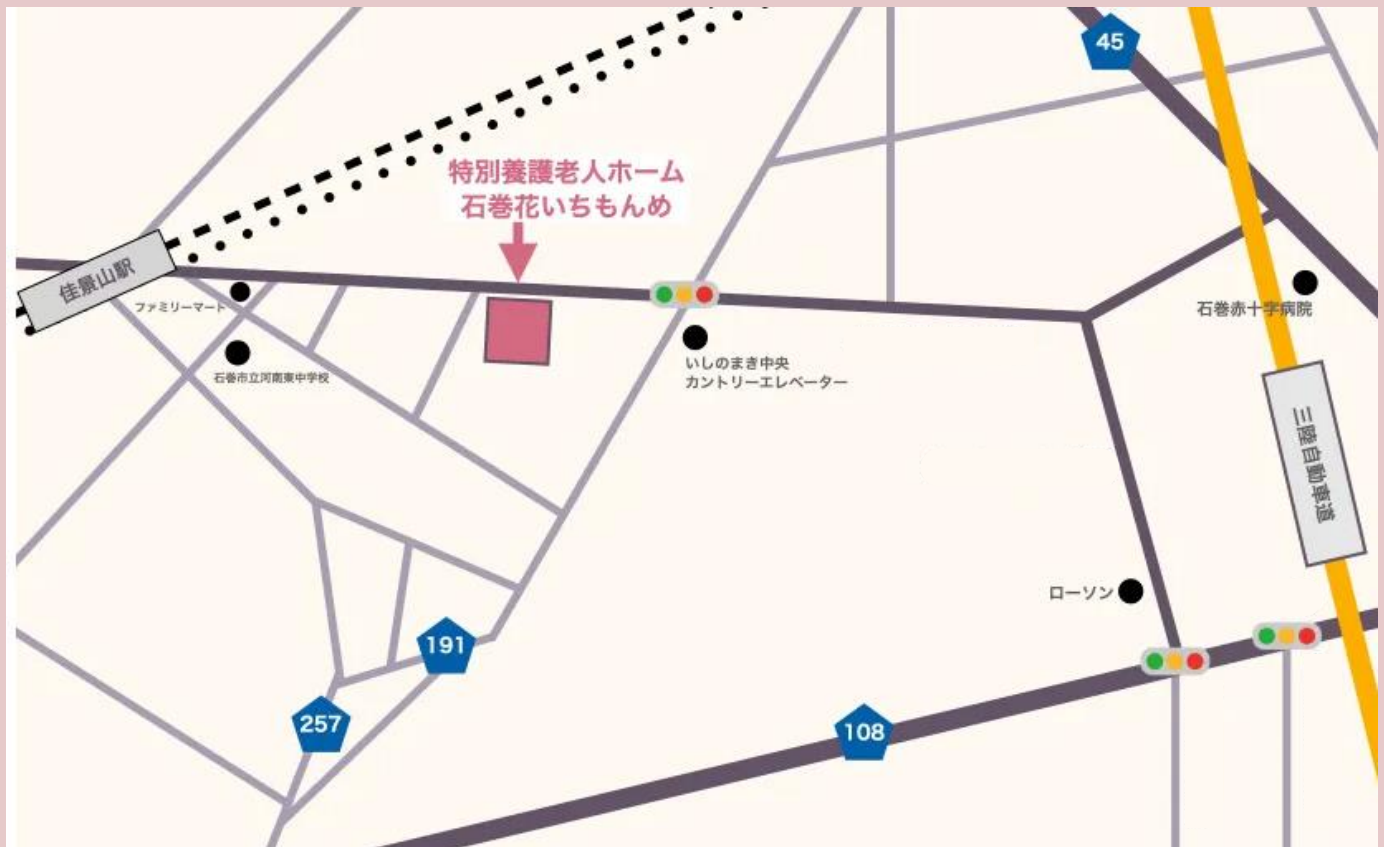 45
特別養護老人ホーム
石巻花いちもんめ
佳景山駅
ファミリーマート
石巻市立河南東中学校
いしのまき中央
カントリーエレベーター
石巻赤十字病院
三陸自動車道
ローソン
191
257
108